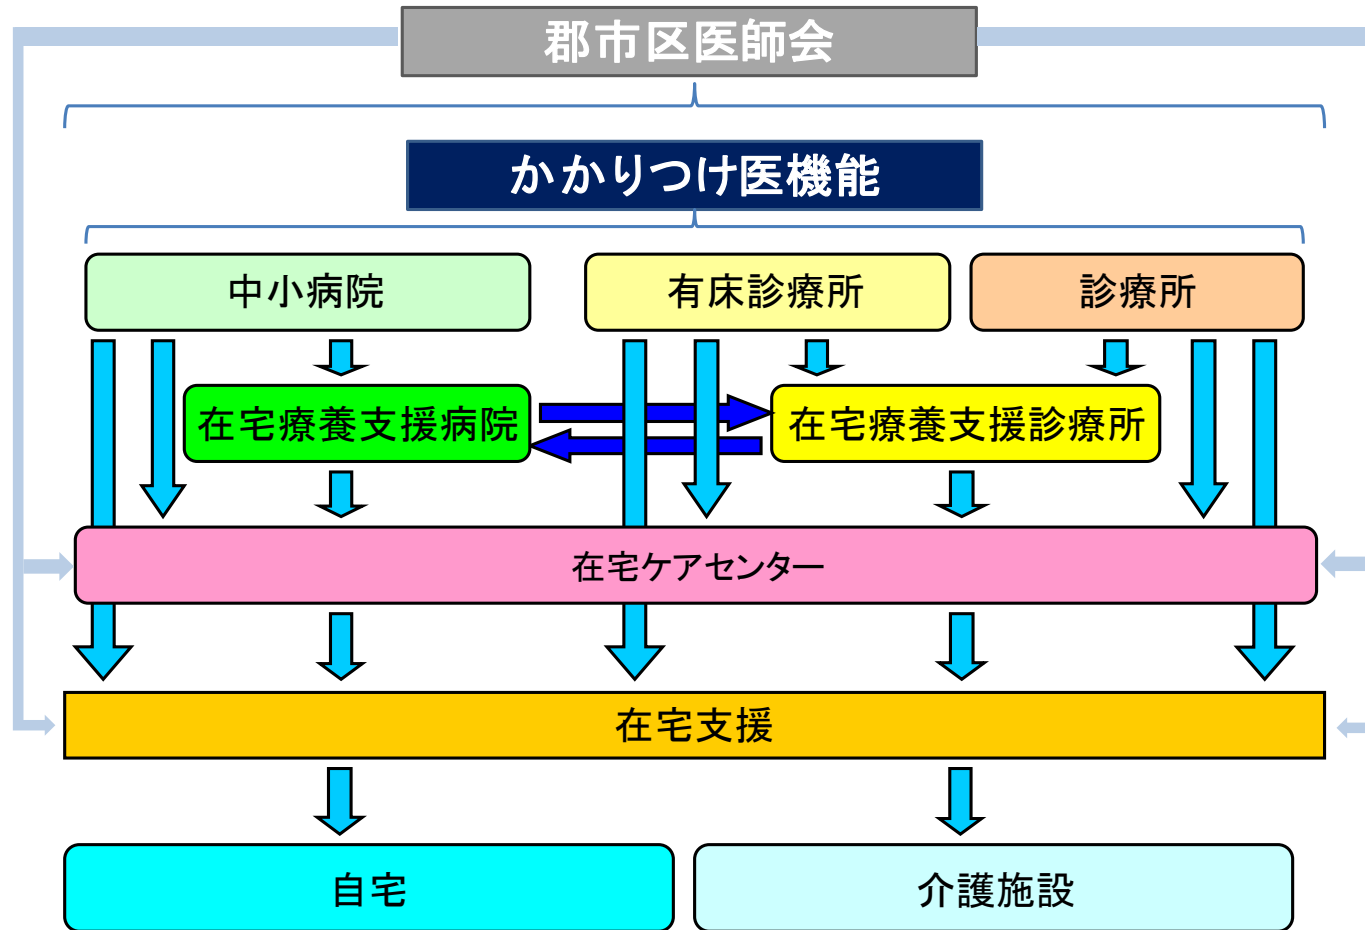 郡市区医師会
かかりつけ医機能
中小病院
有床診療所
診療所
在宅療養支援病院
在宅療養支援診療所
在宅ケアセンター
在宅支援
自宅
介護施設